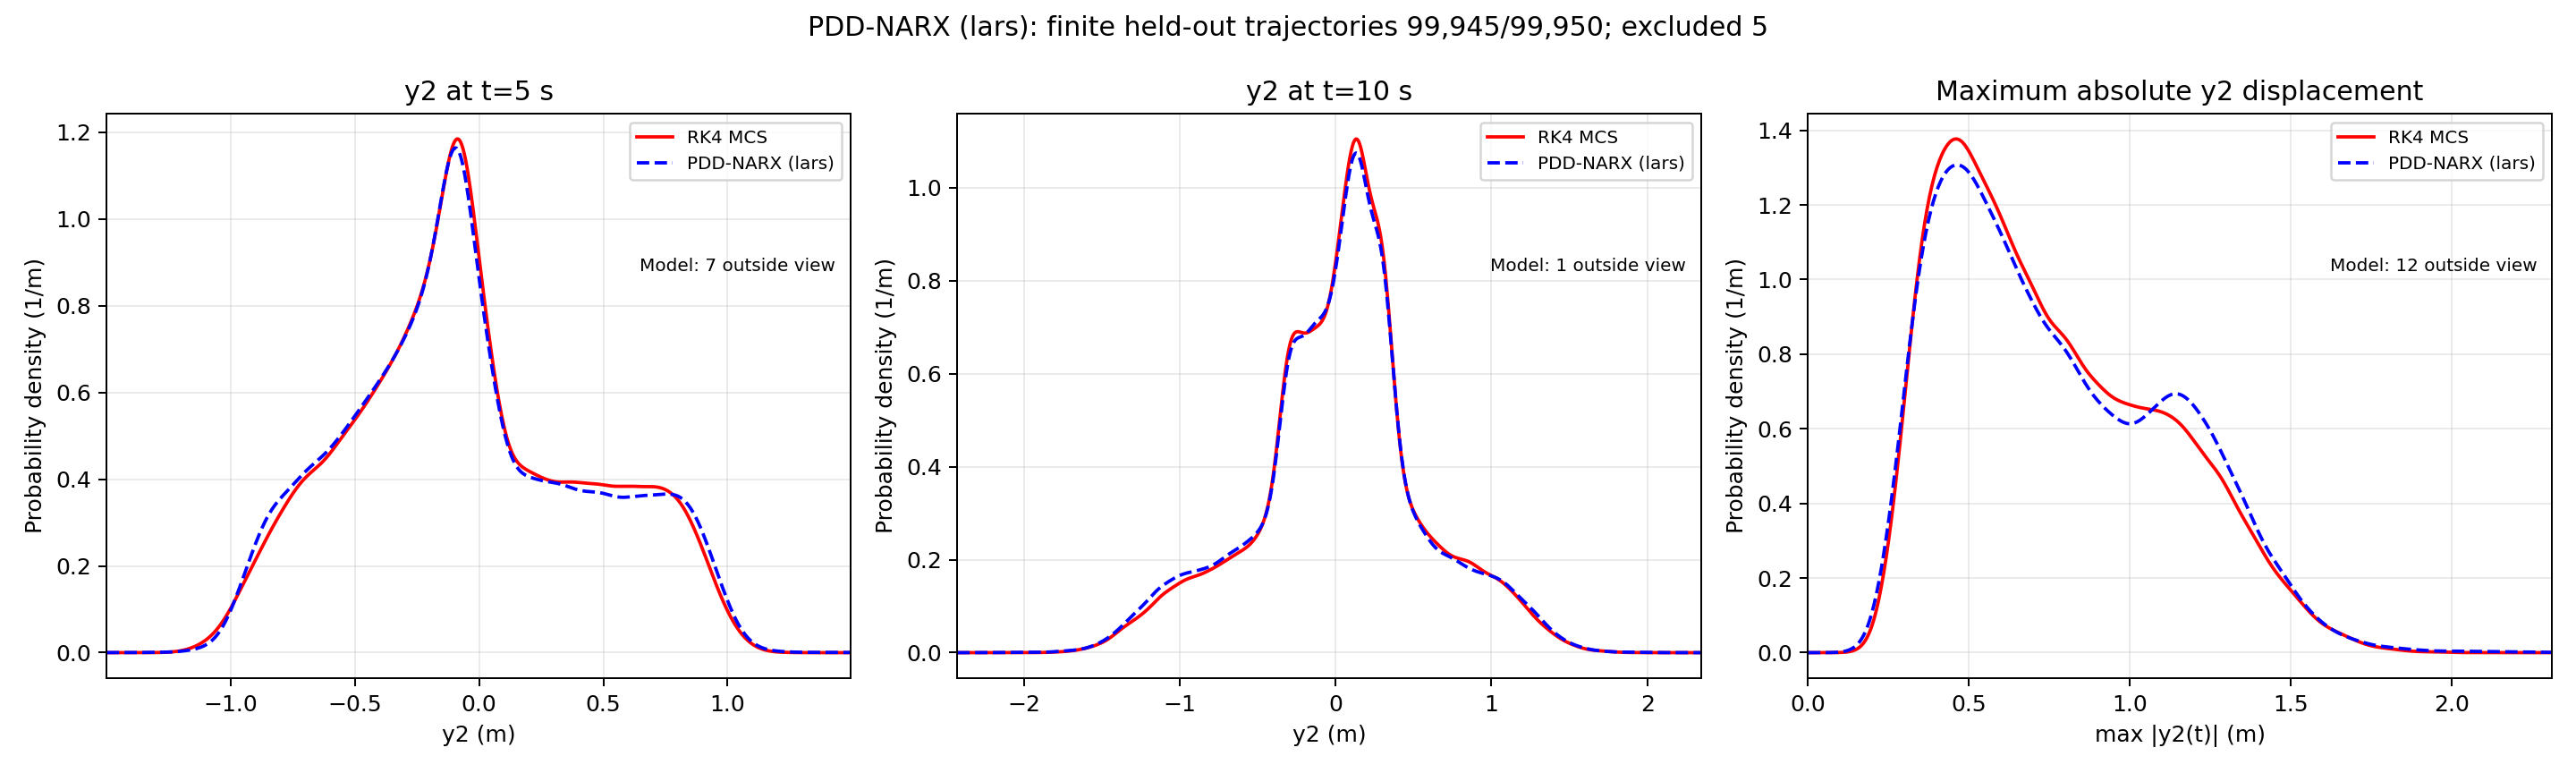 PDD-NARX (lars): finite held-out trajectories 99,945/99,950; excluded 5
y2 at t=5 s
RK4 MCS
PDD-NARX (lars)
Model: 7 outside view
Probability density (1/m)
1.2
1.0
0.8
0.6
0.4
0.2
0.0
−1.0 −0.5 0.0 0.5 1.0
y2 (m)
y2 at t=10 s
RK4 MCS
PDD-NARX (lars)
Model: 1 outside view
Probability density (1/m)
1.0
0.8
0.6
0.4
0.2
0.0
−2 −1 0 1 2
y2 (m)
Maximum absolute y2 displacement
RK4 MCS
PDD-NARX (lars)
Model: 12 outside view
Probability density (1/m)
1.4
1.2
1.0
0.8
0.6
0.4
0.2
0.0
0.0 0.5 1.0 1.5 2.0
max |y2(t)| (m)